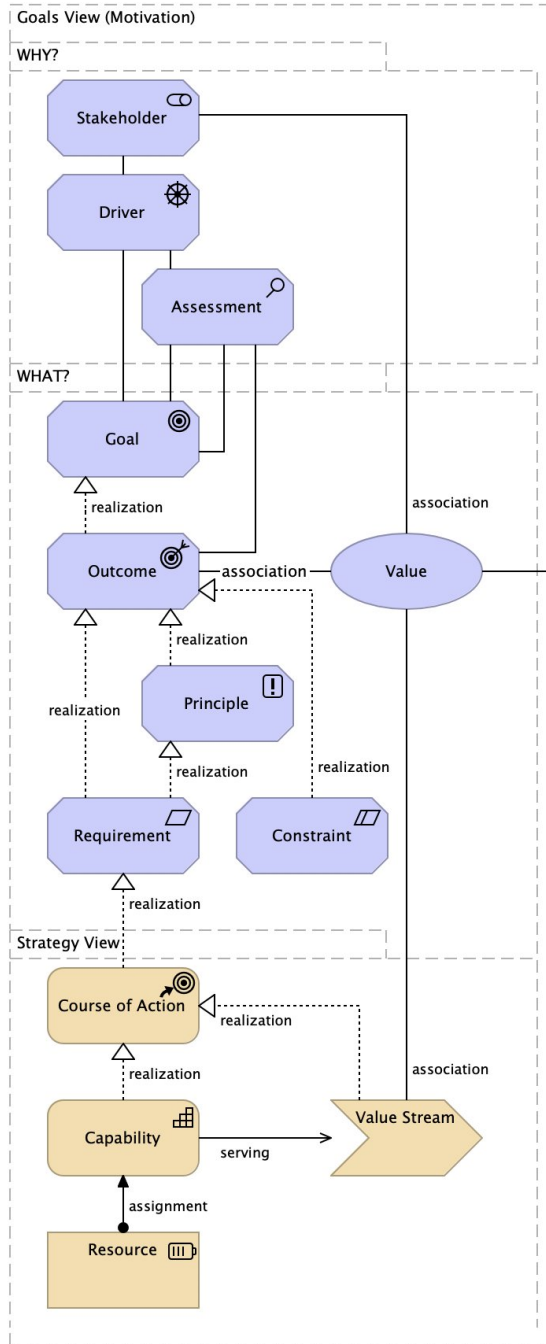 Goals View (Motivation)
WHY?
Stakeholder
Driver
Assessment
WHAT?
Goal
realization
association
Outcome
association
Value
realization
Principle
realization
realization
realization
Requirement
Constraint
realization
Strategy View
Course of Action
realization
realization
association
Capability
Value Stream
serving
assignment
Resource